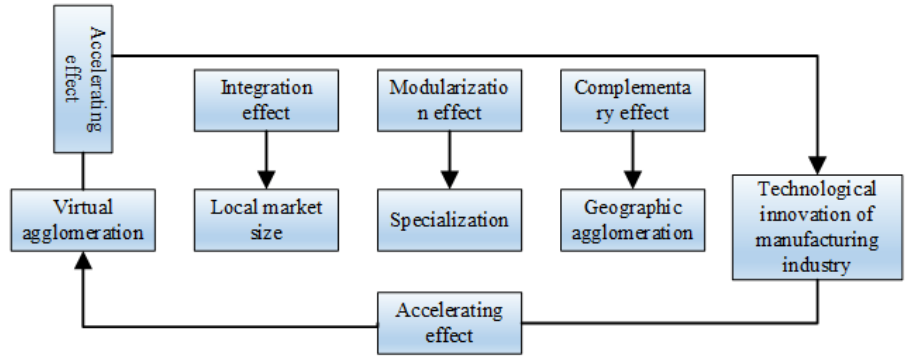 Accelerating
effect
Integration
effect
Modularizatio
n effect
Complementa
ry effect
Virtual
agglomeration
Local market
size
Specialization
Geographic
agglomeration
Technological
innovation of
manufacturing
industry
Accelerating
effect